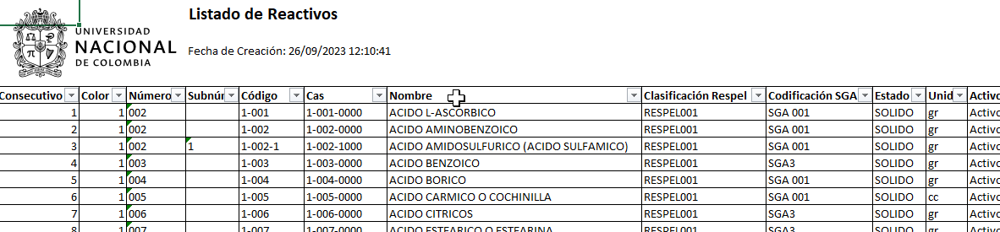 Listado de Reactivos
UNIVERSIDAD
NACIONAL
DE COLOMBIA
Fecha de Creación: 26/09/2023 12:10:41
Consecutivo Color Número Subnún Código Cas Nombre Clasificación Respel Codificación SGA Estado Unid Activo
1 1 002 1-001 1-001-0000 ACIDO L-ASCORBICO RESPEL001 SGA 001 SOLIDO gr Activo
2 1 002 1-002 1-002-0000 ACIDO AMINOBENZOICO RESPEL001 SGA 001 SOLIDO gr Activo
3 1 002 1 1-002-1 1-002-1000 ACIDO AMIDOSULFURICO (ACIDO SULFAMICO) RESPEL001 SGA 001 SOLIDO gr Activo
4 1 003 1-003 1-003-0000 ACIDO BENZOICO RESPEL001 SGA3 SOLIDO gr Activo
5 1 004 1-004 1-004-0000 ACIDO BORICO RESPEL001 SGA 001 SOLIDO gr Activo
6 1 005 1-005 1-005-0000 ACIDO CARMICO O COCHINILLA RESPEL001 SGA 001 SOLIDO cc Activo
7 1 006 1-006 1-006-0000 ACIDO CITRICOS RESPEL001 SGA3 SOLIDO gr Activo
8 1 007 1-007 1-007-0000 ACIDO ESTEARICO O ESTEARINA RESPEL001 SGA3 SOLIDO gr Activo